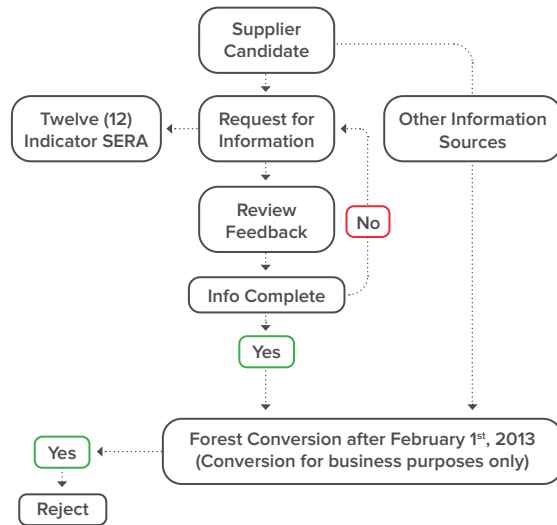 Supplier
Candidate
Twelve (12)
Indicator SERA
Request for
Information
Other Information
Sources
Review
Feedback
No
Info Complete
Yes
Forest Conversion after February 1st, 2013
(Conversion for business purposes only)
Yes
Reject